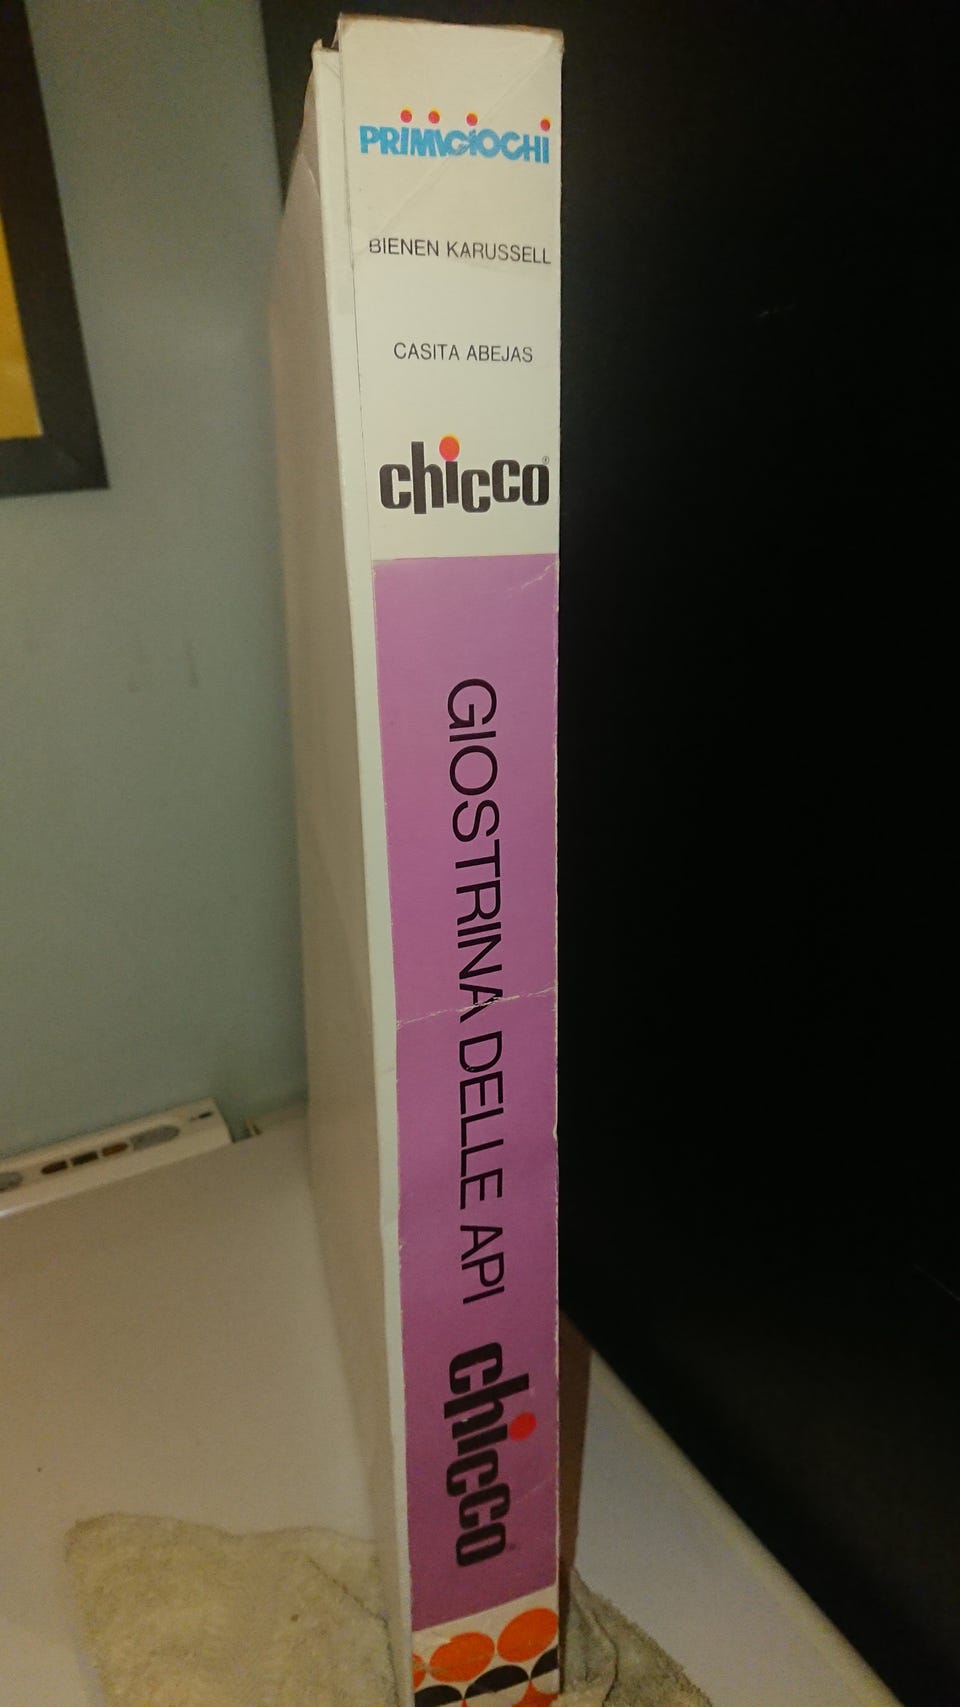 PRIMIGIOCHI
BIENEN KARUSSELL
CASITA ABEJAS
chicco®
GIOSTRINA DELLE API chicco